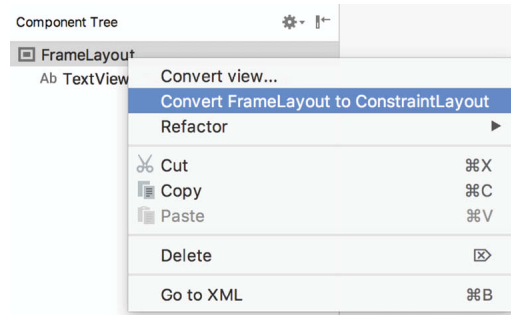 Component Tree
FrameLayout
Ab TextView
Convert view...
Convert FrameLayout to ConstraintLayout
Refactor
Cut ⌘X
Copy ⌘C
Paste ⌘V
Delete ⌦
Go to XML ⌘B